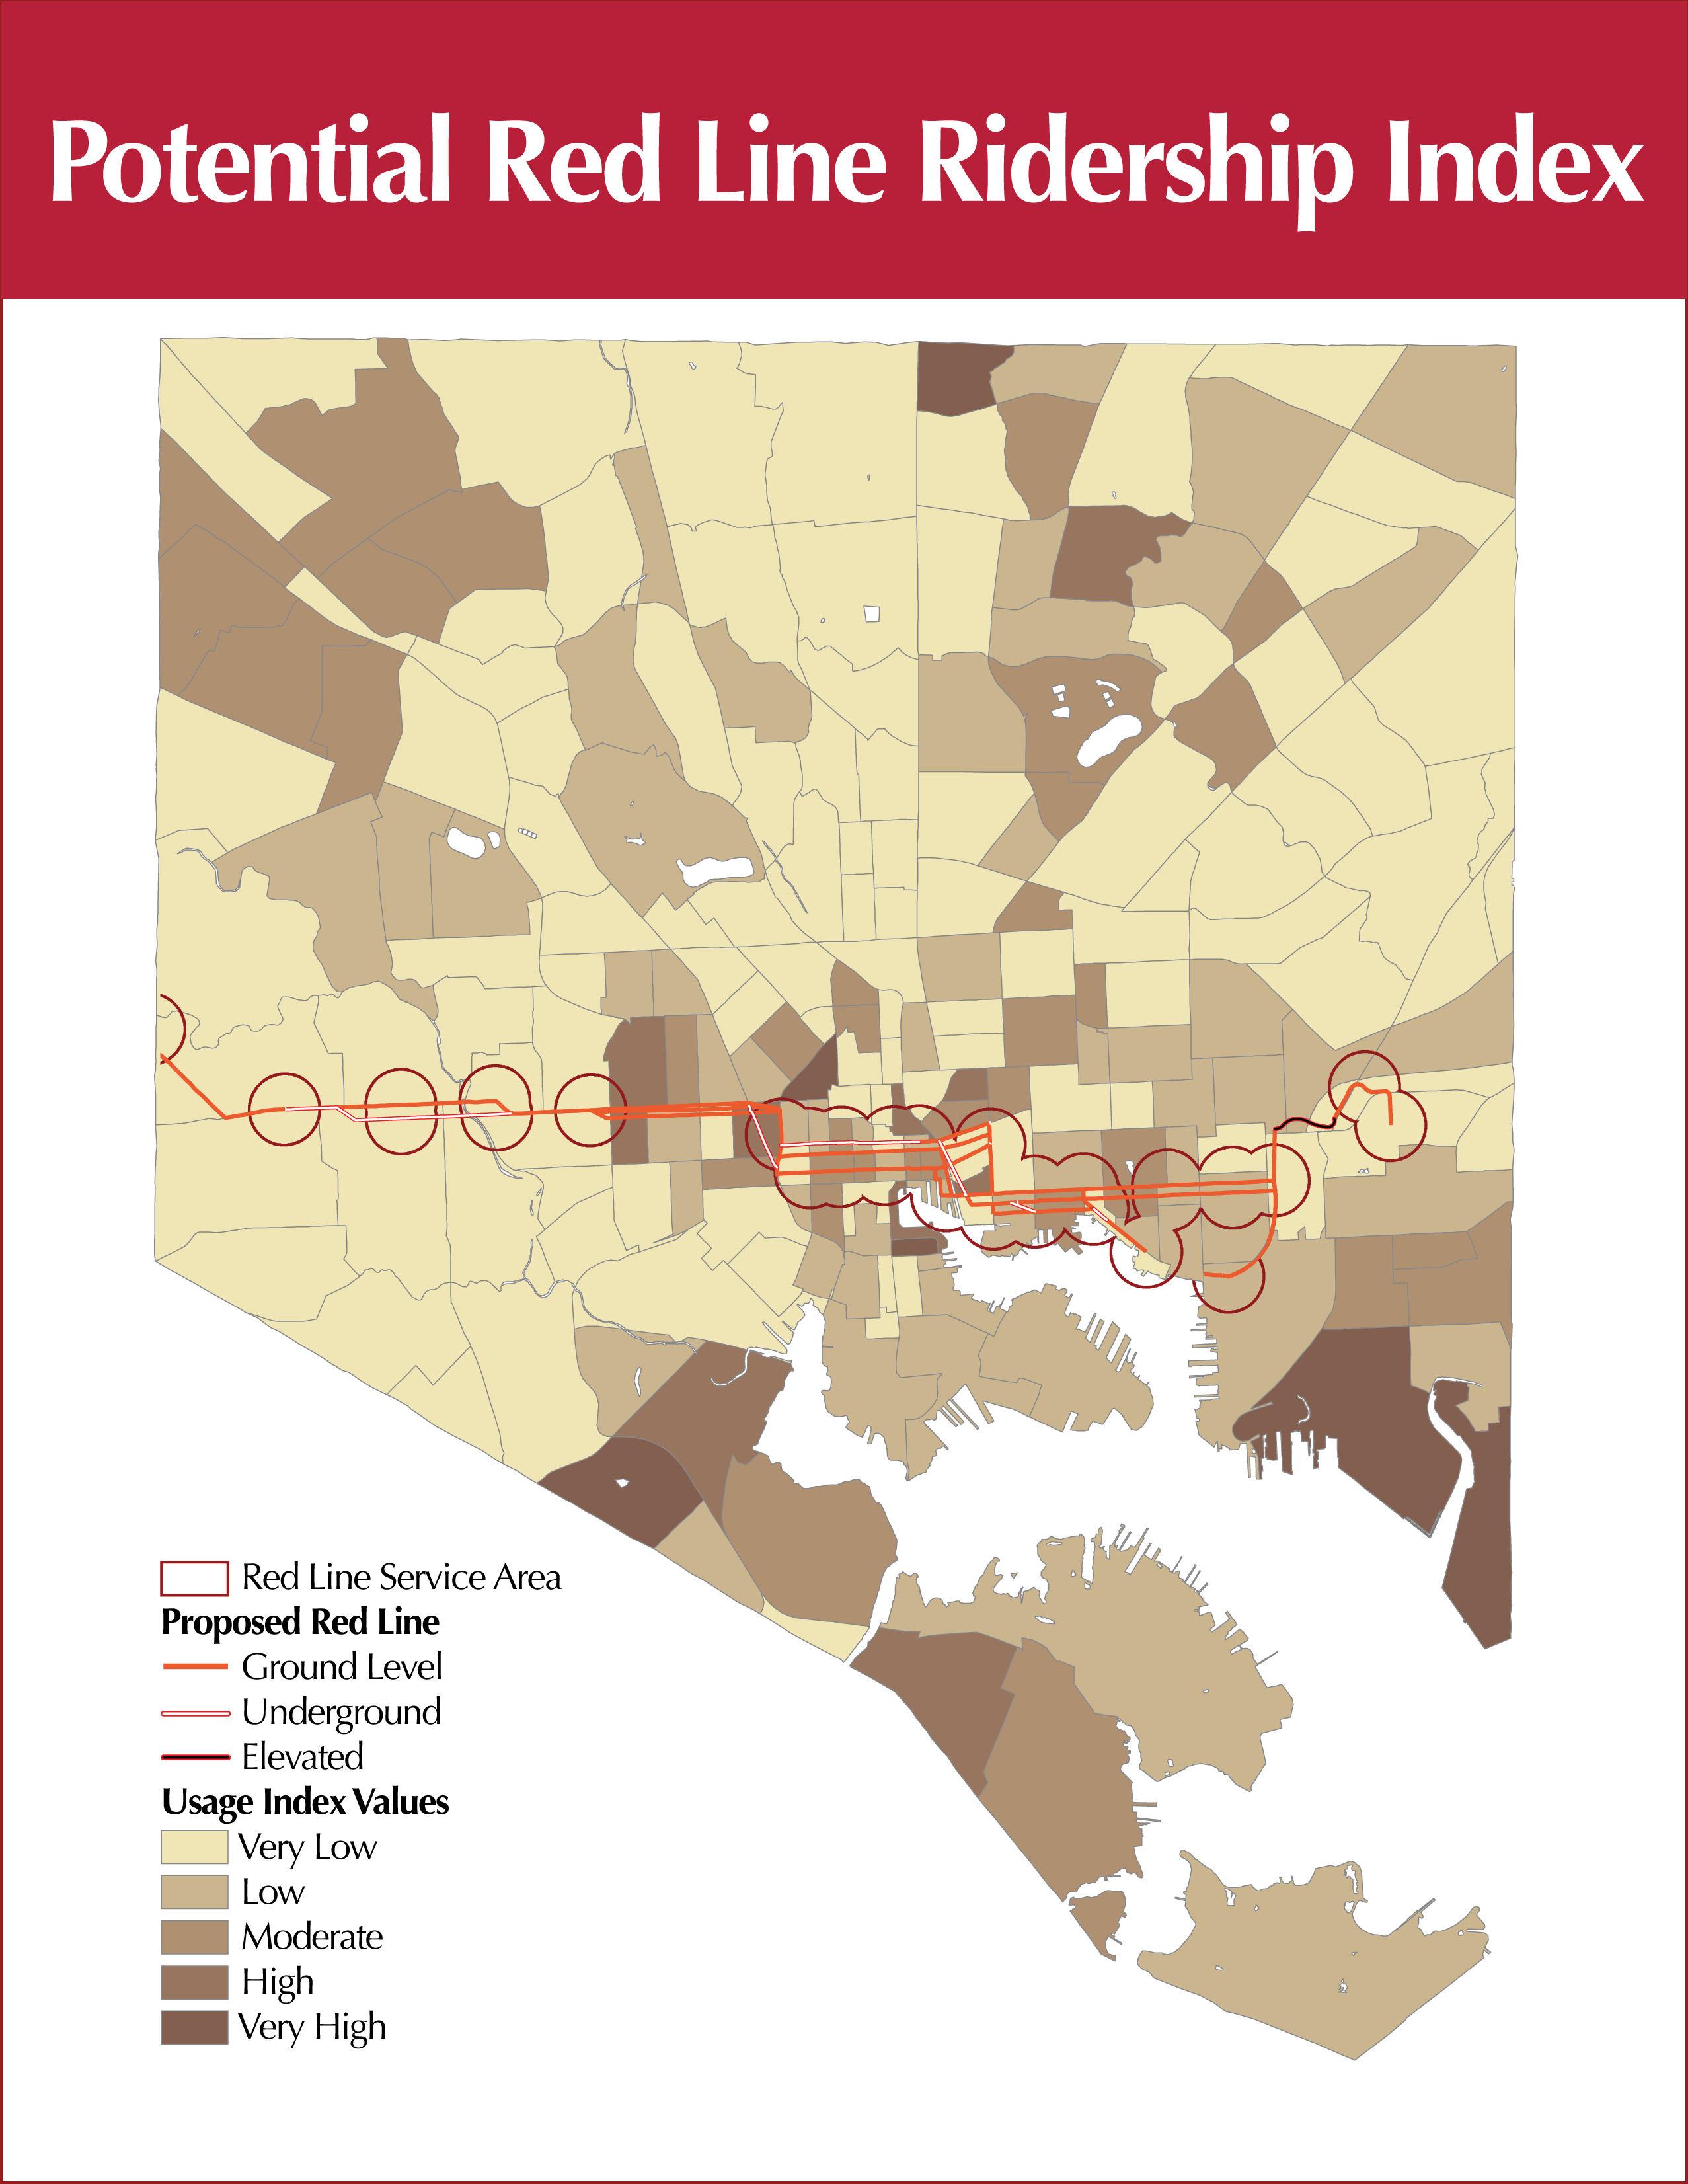 Potential Red Line Ridership Index
Red Line Service Area
Proposed Red Line
Ground Level
Underground
Elevated
Usage Index Values
Very Low
Low
Moderate
High
Very High